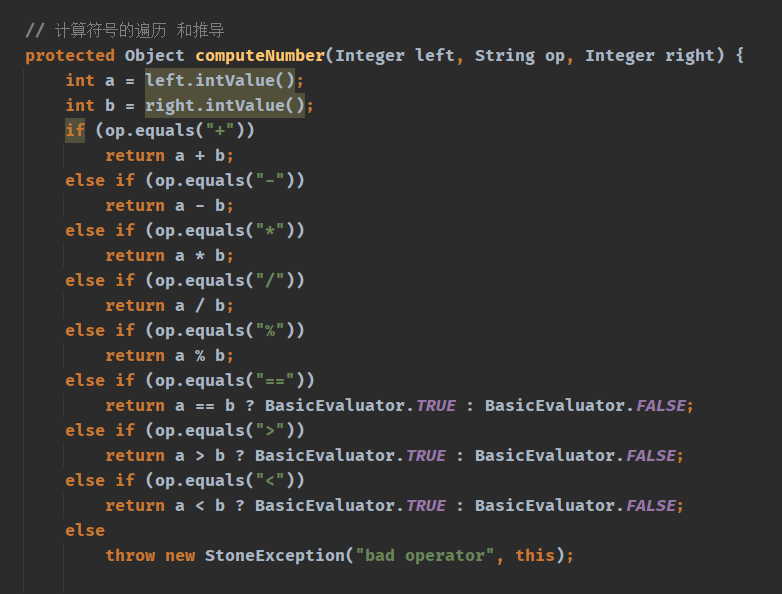 // 计算符号的遍历 和推导
protected Object computeNumber(Integer left, String op, Integer right) {
    int a = left.intValue();
    int b = right.intValue();
    if (op.equals("+"))
        return a + b;
    else if (op.equals("-"))
        return a - b;
    else if (op.equals("*"))
        return a * b;
    else if (op.equals("/"))
        return a / b;
    else if (op.equals("%"))
        return a % b;
    else if (op.equals("=="))
        return a == b ? BasicEvaluator.TRUE : BasicEvaluator.FALSE;
    else if (op.equals(">"))
        return a > b ? BasicEvaluator.TRUE : BasicEvaluator.FALSE;
    else if (op.equals("<"))
        return a < b ? BasicEvaluator.TRUE : BasicEvaluator.FALSE;
    else
        throw new StoneException("bad operator", this);